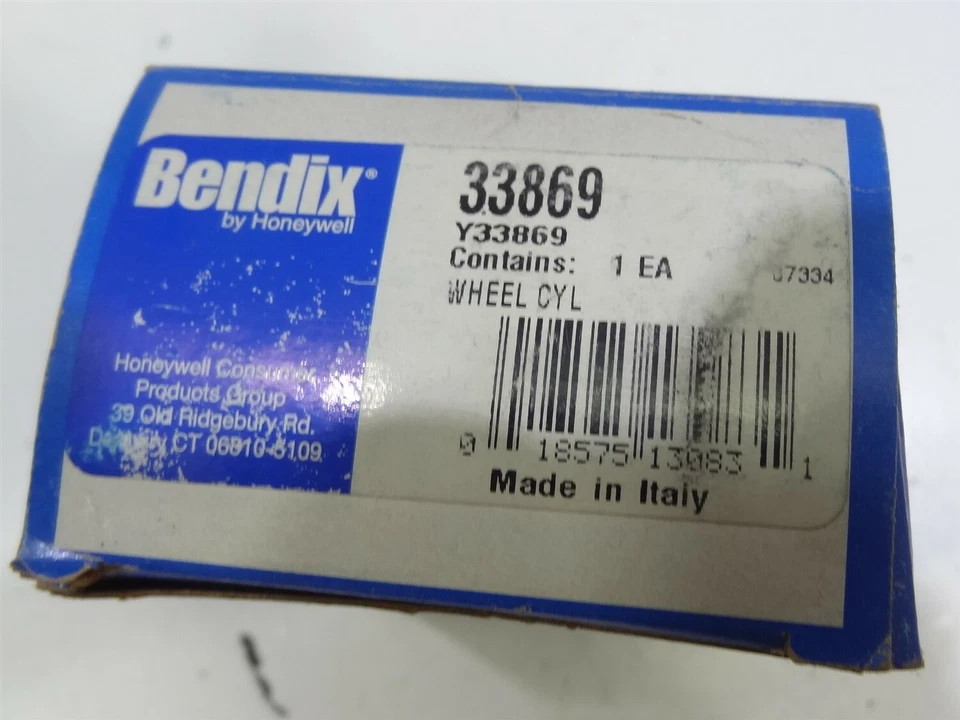 Bendix®
by Honeywell
Honeywell Consumer
Products Group
39 Old Ridgebury Rd.
CT 06810-5109
33869
Y33869
Contains: 1 EA
07334
WHEEL CYL
0 18575 13083 1
Made in Italy